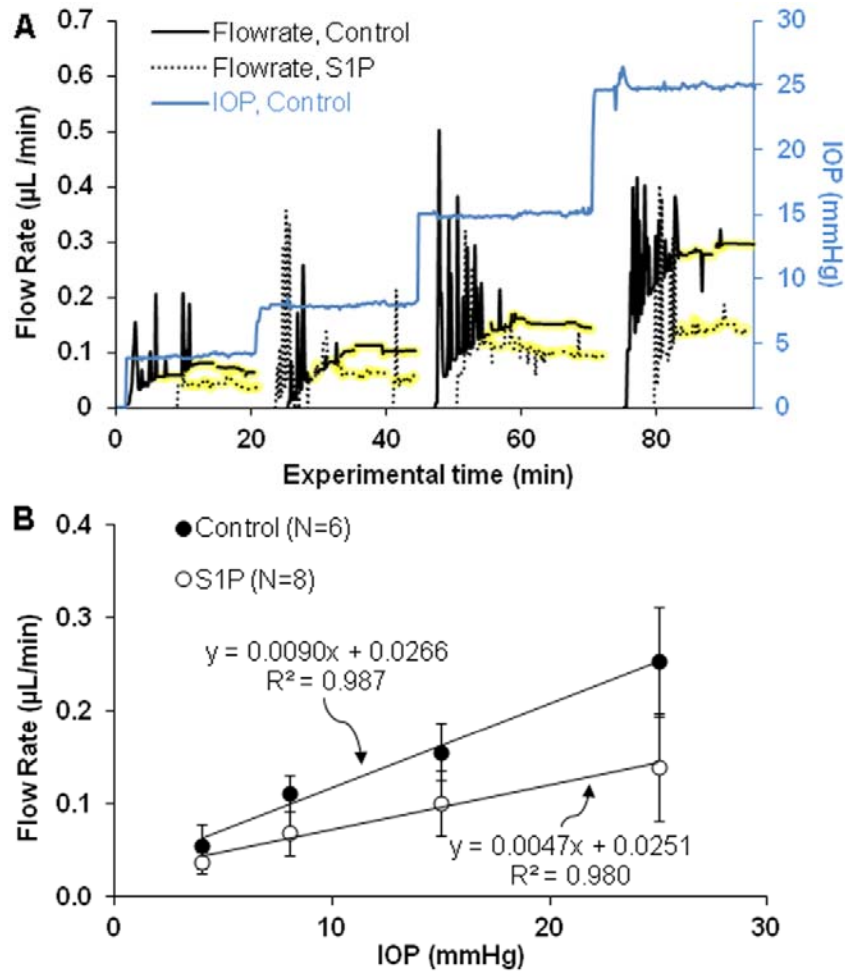 A
Flowrate, Control
Flowrate, S1P
IOP, Control
Flow Rate (µL /min)
0.7
0.6
0.5
0.4
0.3
0.2
0.1
0
IOP (mmHg)
30
25
20
15
10
5
0
0 20 40 60 80
Experimental time (min)
B
Control (N=6)
S1P (N=8)
Flow Rate (µL/min)
0.4
0.3
0.2
0.1
0.0
y = 0.0090x + 0.0266
R² = 0.987
y = 0.0047x + 0.0251
R² = 0.980
0 10 20 30
IOP (mmHg)